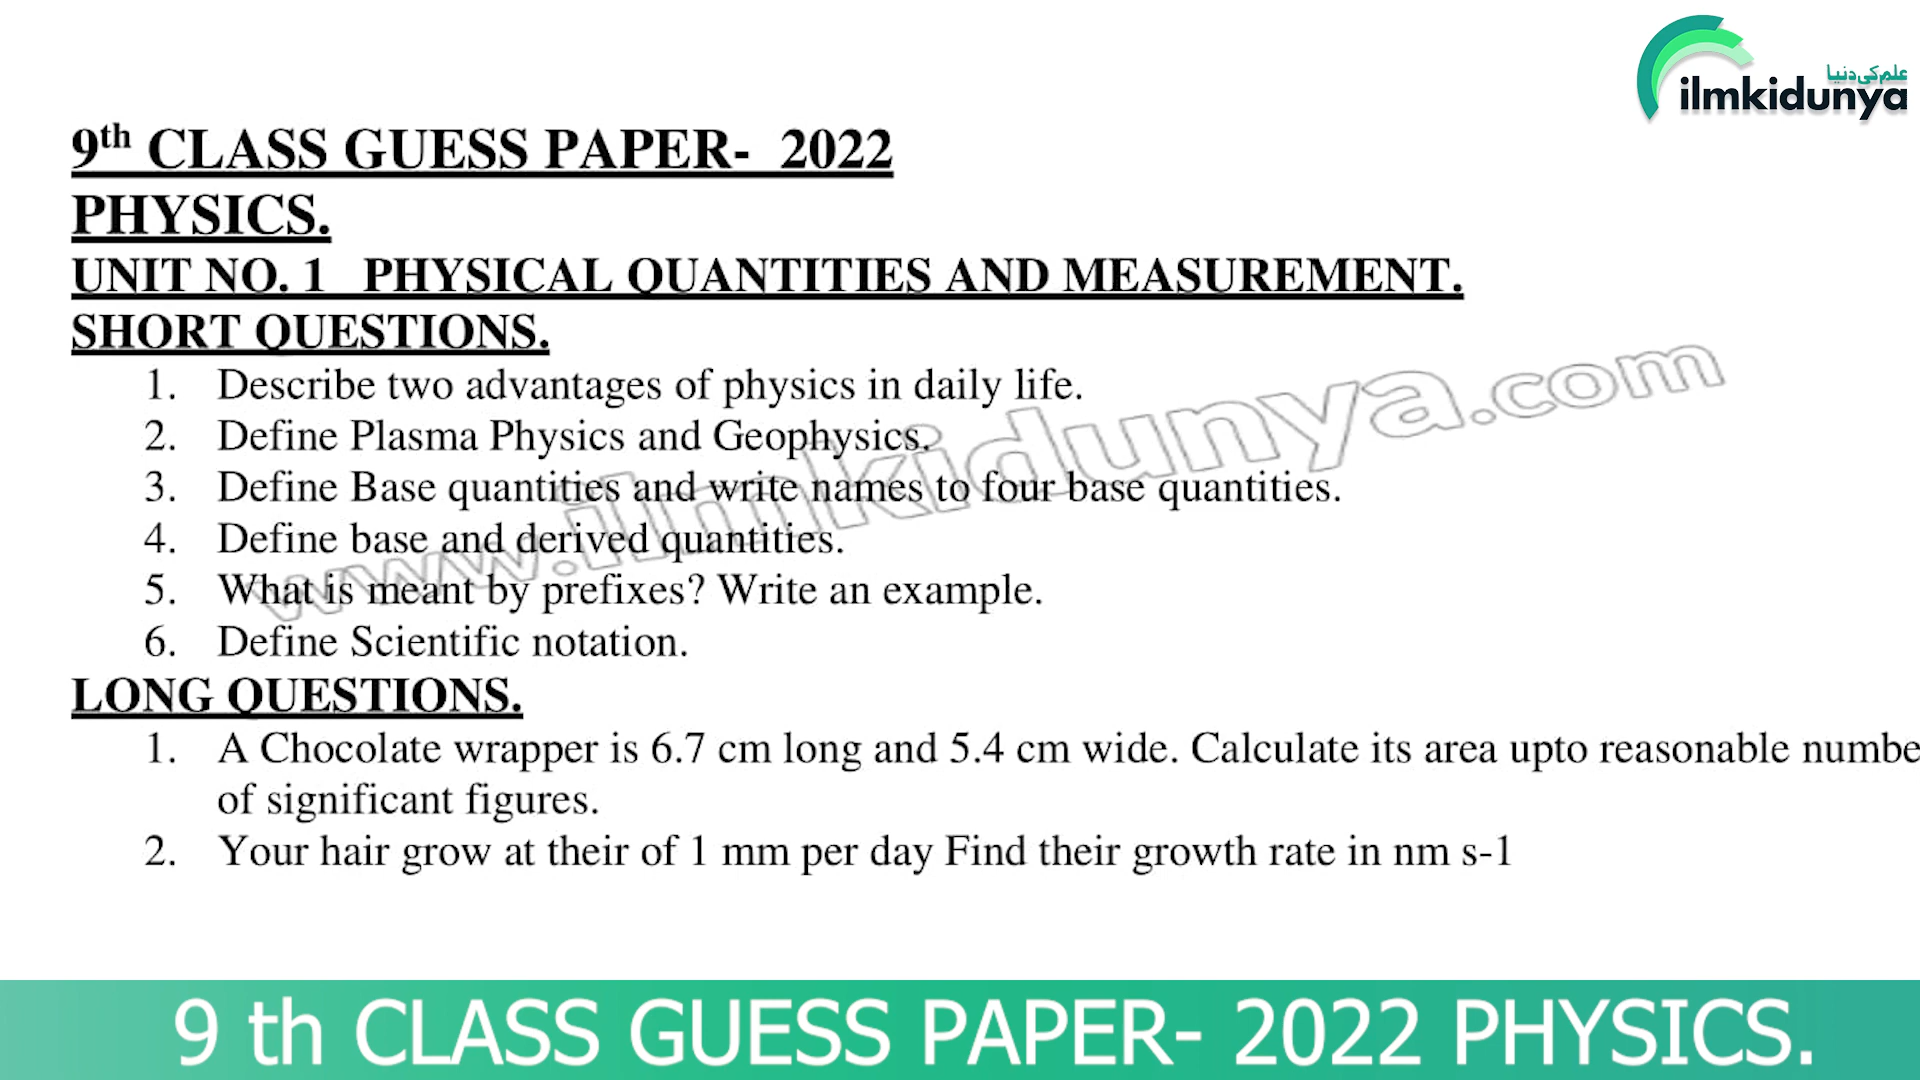 علم کی دنیا
ilmkidunya
9th CLASS GUESS PAPER- 2022
PHYSICS.
UNIT NO. 1 PHYSICAL QUANTITIES AND MEASUREMENT.
SHORT QUESTIONS.
1. Describe two advantages of physics in daily life.
2. Define Plasma Physics and Geophysics.
3. Define Base quantities and write names to four base quantities.
4. Define base and derived quantities.
5. What is meant by prefixes? Write an example.
6. Define Scientific notation.
www.ilmkidunya.com
LONG QUESTIONS.
1. A Chocolate wrapper is 6.7 cm long and 5.4 cm wide. Calculate its area upto reasonable numbe
of significant figures.
2. Your hair grow at their of 1 mm per day Find their growth rate in nm s-1
9 th CLASS GUESS PAPER- 2022 PHYSICS.